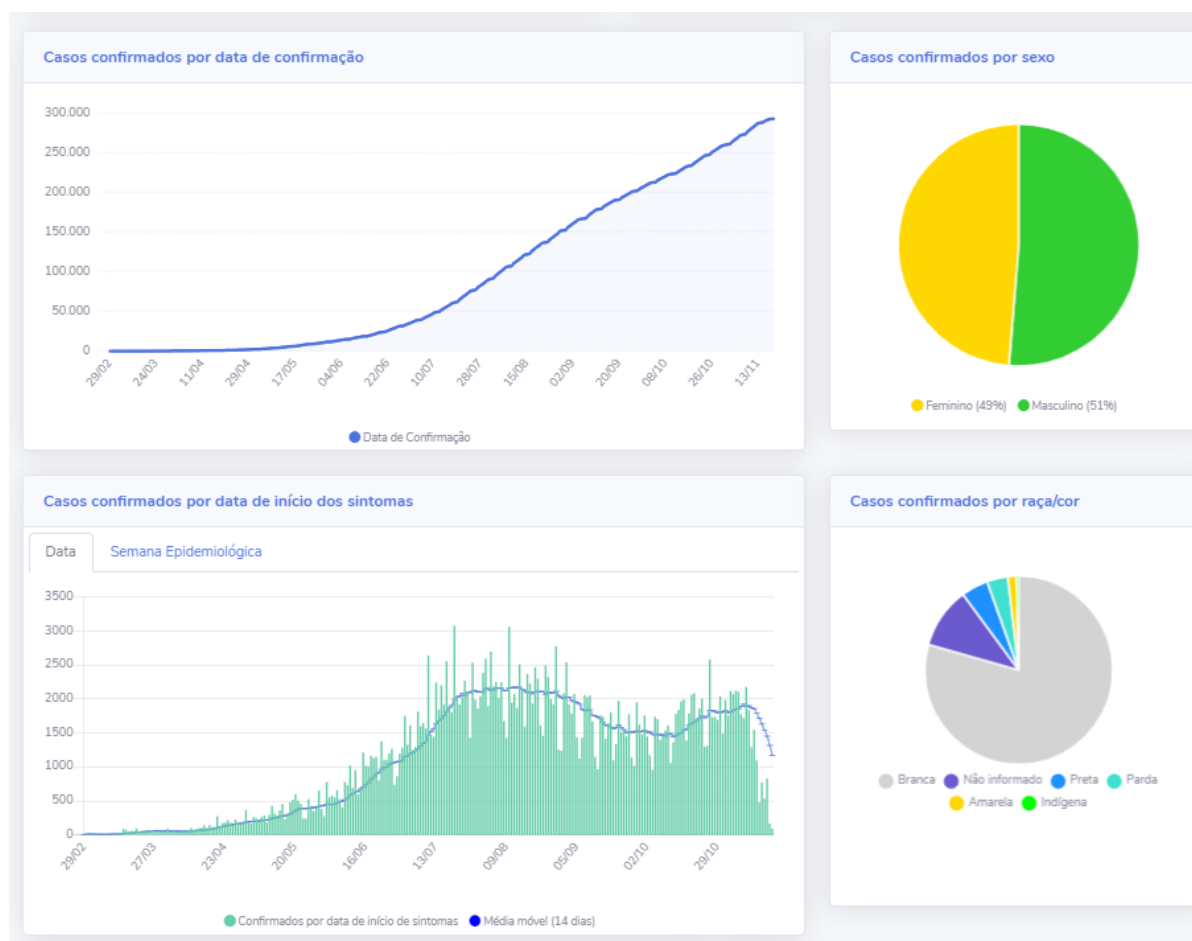 Casos confirmados por data de confirmação
300.000
250.000
200.000
150.000
100.000
50.000
0
29/02 24/03 11/04 29/04 17/05 04/06 22/06 10/07 28/07 15/08 02/09 20/09 08/10 26/10 13/11
Data de Confirmação
Casos confirmados por sexo
Feminino (49%) Masculino (51%)
Casos confirmados por data de início dos sintomas
Data Semana Epidemiológica
3500
3000
2500
2000
1500
1000
500
0
29/02 27/03 23/04 20/05 16/06 13/07 09/08 05/09 02/10 29/10
Confirmados por data de início de sintomas Média móvel (14 dias)
Casos confirmados por raça/cor
Branca Não informado Preta Parda
Amarela Indígena